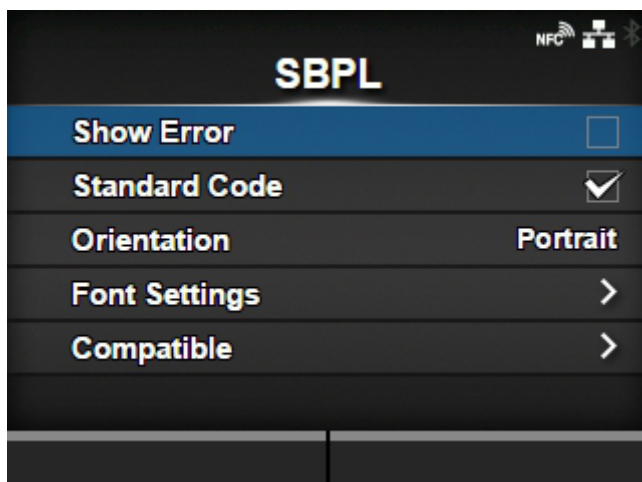 NFC
SBPL
Show Error
Standard Code
Orientation Portrait
Font Settings
Compatible